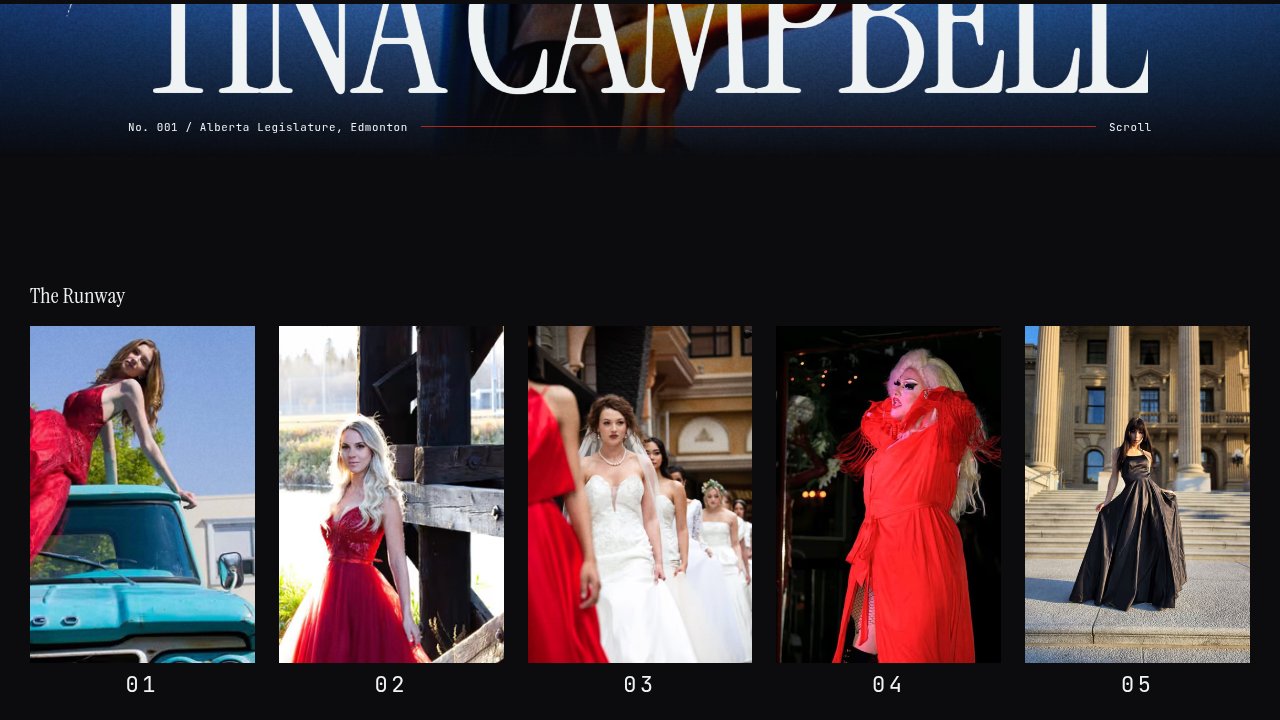 TINA CAMPBELL
No. 001 / Alberta Legislature, Edmonton
Scroll
The Runway
01
02
03
04
05